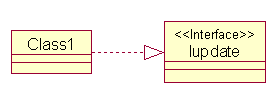 Class1
<<Interface>>
Iupdate